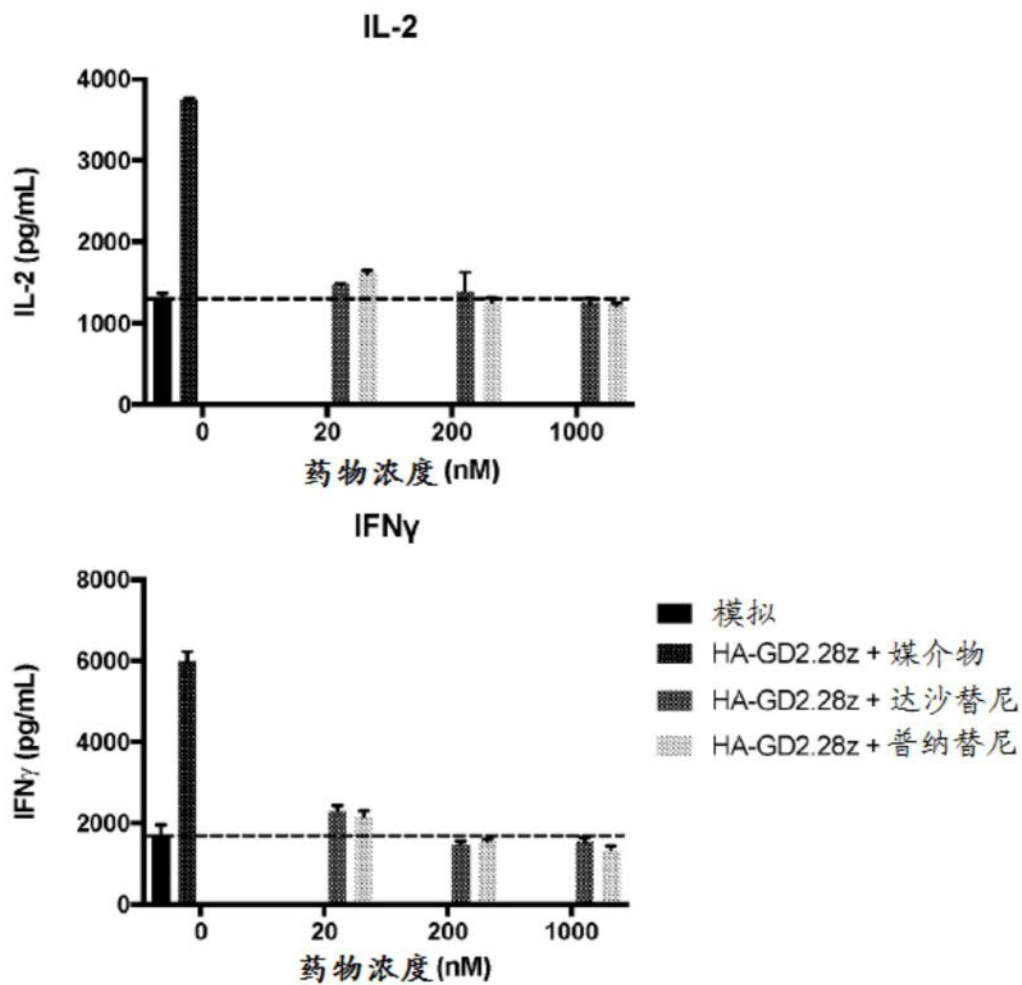 IL-2
4000
3000
2000
1000
0
IL-2 (pg/mL)
0 20 200 1000
药物浓度 (nM)
IFNγ
8000
6000
4000
2000
0
IFNγ (pg/mL)
0 20 200 1000
药物浓度(nM)
模拟
HA-GD2.28z + 媒介物
HA-GD2.28z + 达沙替尼
HA-GD2.28z + 普纳替尼